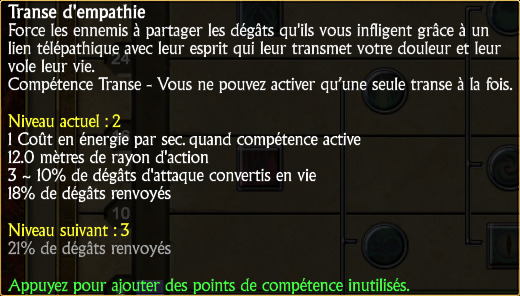 Transe d'empathie
Force les ennemis à partager les dégâts qu'ils vous infligent grâce à un
lien télépathique avec leur esprit qui leur transmet votre douleur et leur
vole leur vie.
Compétence Transe - Vous ne pouvez activer qu'une seule transe à la fois.
24
Niveau actuel : 2
1 Coût en énergie par sec. quand compétence active
12.0 mètres de rayon d'action
3 ~ 10% de dégâts d'attaque convertis en vie
18% de dégâts renvoyés
10
Niveau suivant : 3
21% de dégâts renvoyés
Appuyez pour ajouter des points de compétence inutilisés.